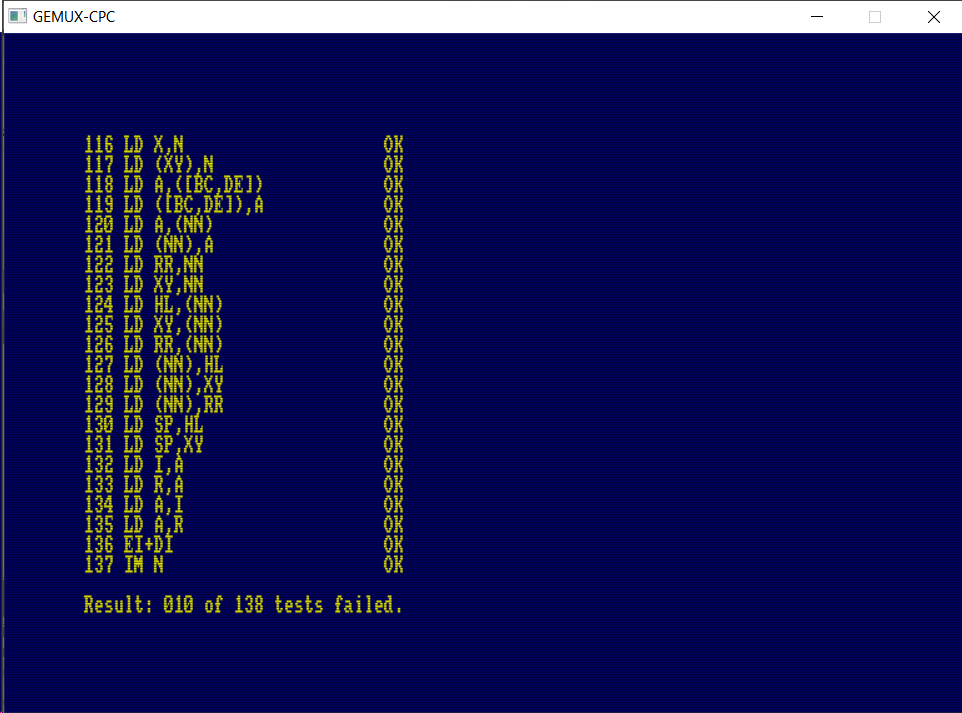 GEMUX-CPC
116 LD X,N OK
117 LD (XY),N OK
118 LD A,([BC,DE]) OK
119 LD ([BC,DE]),A OK
120 LD A,(NN) OK
121 LD (NN),A OK
122 LD RR,NN OK
123 LD XY,NN OK
124 LD HL,(NN) OK
125 LD XY,(NN) OK
126 LD RR,(NN) OK
127 LD (NN),HL OK
128 LD (NN),XY OK
129 LD (NN),RR OK
130 LD SP,HL OK
131 LD SP,XY OK
132 LD I,A OK
133 LD R,A OK
134 LD A,I OK
135 LD A,R OK
136 EI+DI OK
137 IM N OK
Result: 010 of 138 tests failed.